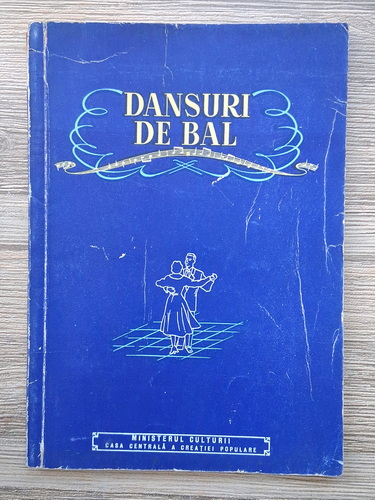 DANSURI
DE BAL
MINISTERUL CULTURII
CASA CENTRALĂ A CREAȚIEI POPULARE